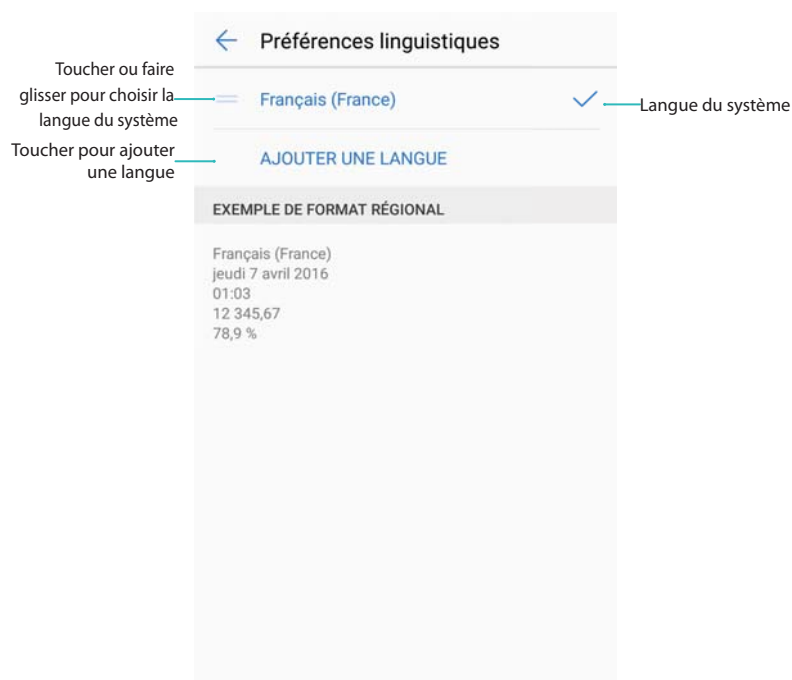 Préférences linguistiques
Toucher ou faire
glisser pour choisir la
langue du système
Français (France)
Langue du système
Toucher pour ajouter
une langue
AJOUTER UNE LANGUE
EXEMPLE DE FORMAT RÉGIONAL
Français (France)
jeudi 7 avril 2016
01:03
12 345,67
78,9 %